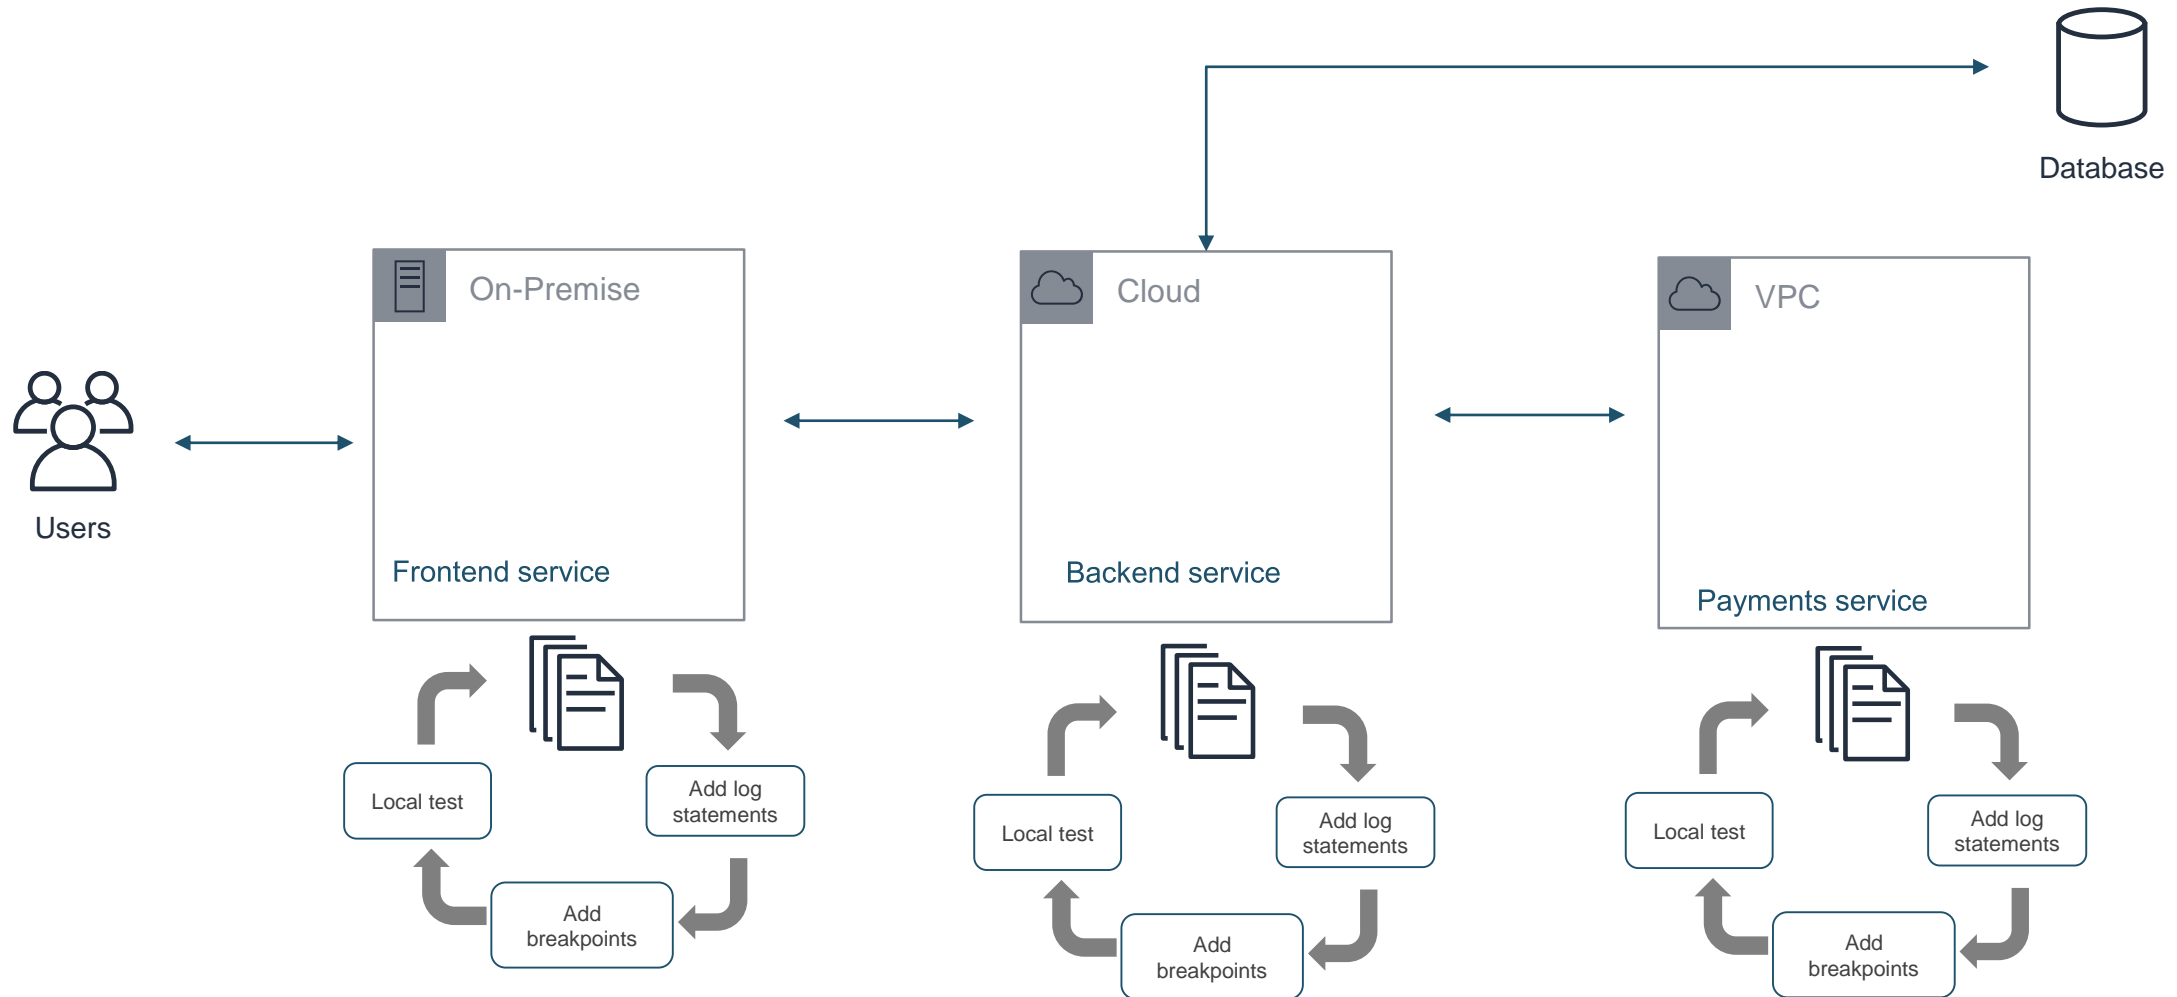 Database
On-Premise
Cloud
VPC
Users
Frontend service
Backend service
Payments service
Local test
Add log
statements
Add
breakpoints
Local test
Add log
statements
Add
breakpoints
Local test
Add log
statements
Add
breakpoints